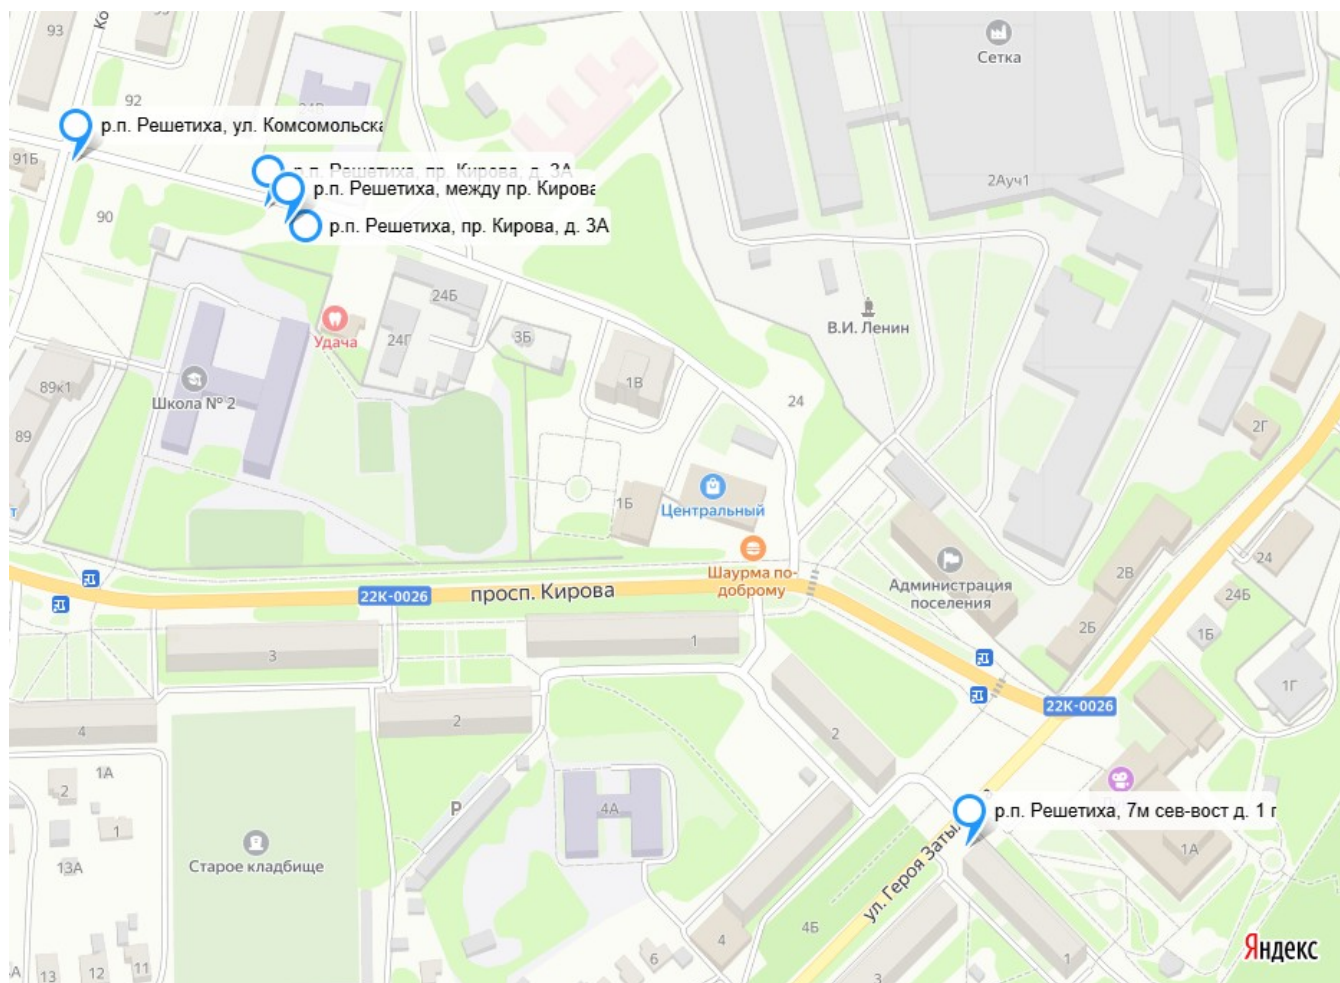 93
95
Ко
Сетка
92
24В
р.п. Решетиха, ул. Комсомольска
91Б
р.п. Решетиха, пр. Кирова, д. 3А
р.п. Решетиха, между пр. Кирова
2Ауч1
90
р.п. Решетиха, пр. Кирова, д. 3А
24Б
В.И. Ленин
Удача
24Г
3Б
1В
89к1
Школа № 2
24
2Г
89
т
1Б
Центральный
24
Шаурма по-
доброму
22К-0026
просп. Кирова
Администрация
поселения
2В
24Б
2Б
1Б
3
1
1Г
22К-0026
4
2
2
1А
2
Р
4А
1
р.п. Решетиха, 7м сев-вост д. 1 г
Старое кладбище
13А
ул. Героя Заты
1А
4Б
4
Яндекс
13
12
11
6
3
1